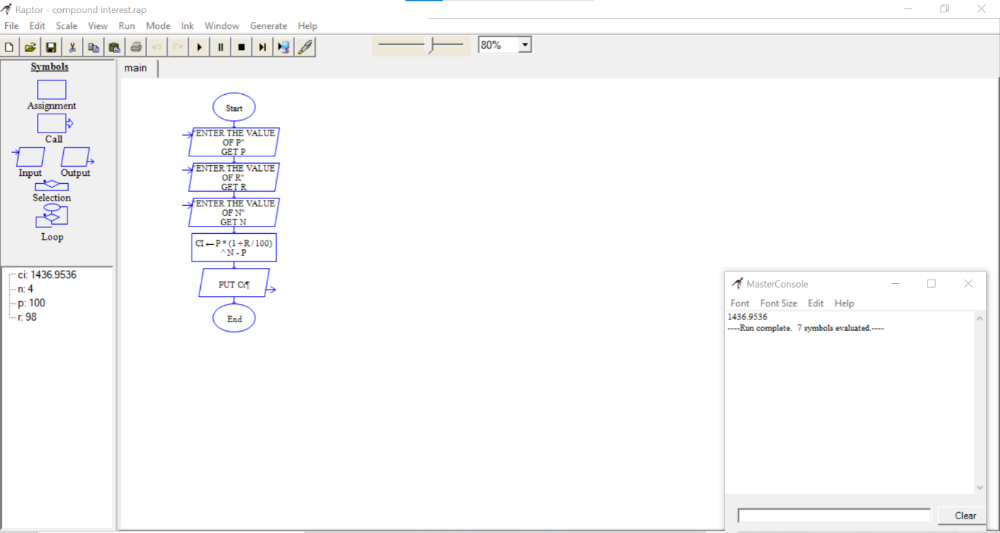 Raptor - compound interest.rap
File Edit Scale View Run Mode Ink Window Generate Help
80%
Symbols
Assignment
Call
Input Output
Selection
Loop
ci: 1436.9536
n: 4
p: 100
r: 98
main
Start
"ENTER THE VALUE
OF P"
GET P
"ENTER THE VALUE
OF R"
GET R
"ENTER THE VALUE
OF N"
GET N
CI ← P * (1 + R / 100)
^ N - P
PUT Ci¶
End
MasterConsole
Font Font Size Edit Help
1436.9536
----Run complete. 7 symbols evaluated.----
Clear